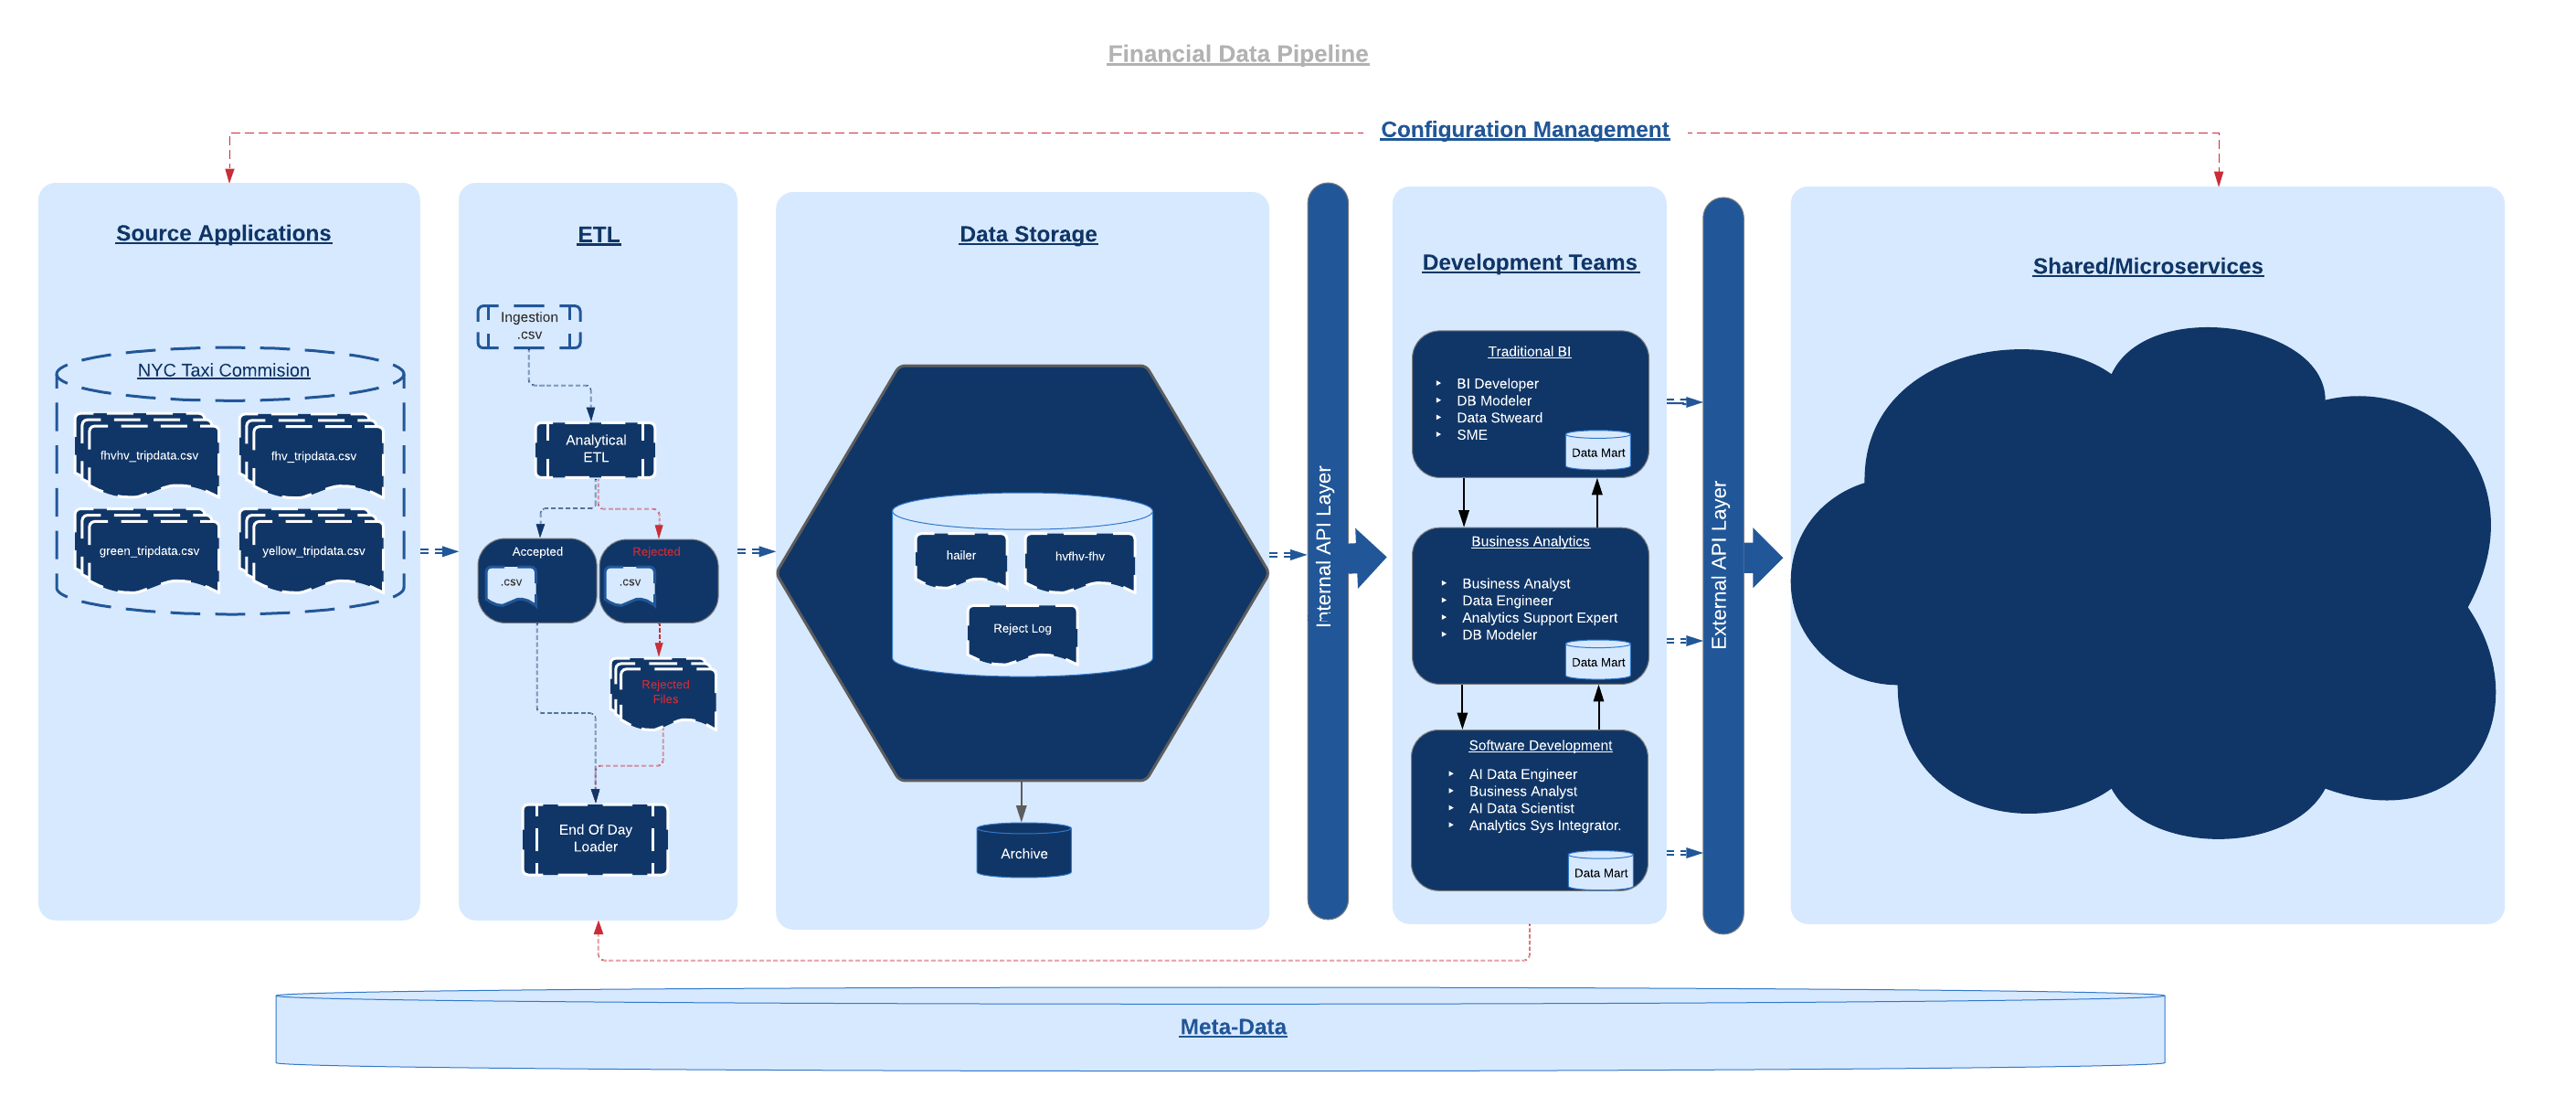 Financial Data Pipeline
Configuration Management
Source Applications
NYC Taxi Commision
fhvhv_tripdata.csv
fhv_tripdata.csv
green_tripdata.csv
yellow_tripdata.csv
ETL
Ingestion
.csv
Analytical
ETL
Accepted
.csv
Rejected
.csv
Rejected
Files
End Of Day
Loader
Data Storage
hailer
hvfhv-fhv
Reject Log
Archive
Internal API Layer
Development Teams
Traditional BI
BI Developer
DB Modeler
Data Stweard
SME
Data Mart
Business Analytics
Business Analyst
Data Engineer
Analytics Support Expert
DB Modeler
Data Mart
Software Development
AI Data Engineer
Business Analyst
AI Data Scientist
Analytics Sys Integrator.
Data Mart
External API Layer
Shared/Microservices
Meta-Data